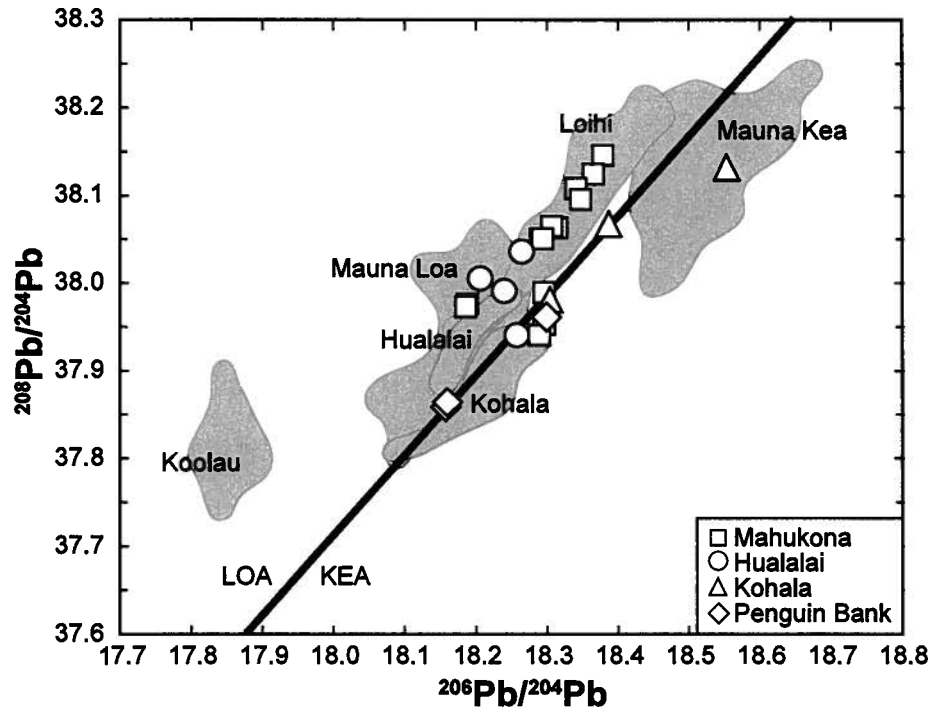 38.3
38.2
38.1
38.0
37.9
37.8
37.7
37.6
²⁰⁸Pb/²⁰⁴Pb
Loihi
Mauna Kea
Mauna Loa
Hualalai
Kohala
Koolau
LOA KEA
Mahukona
Hualalai
Kohala
Penguin Bank
17.7 17.8 17.9 18.0 18.1 18.2 18.3 18.4 18.5 18.6 18.7 18.8
²⁰⁶Pb/²⁰⁴Pb